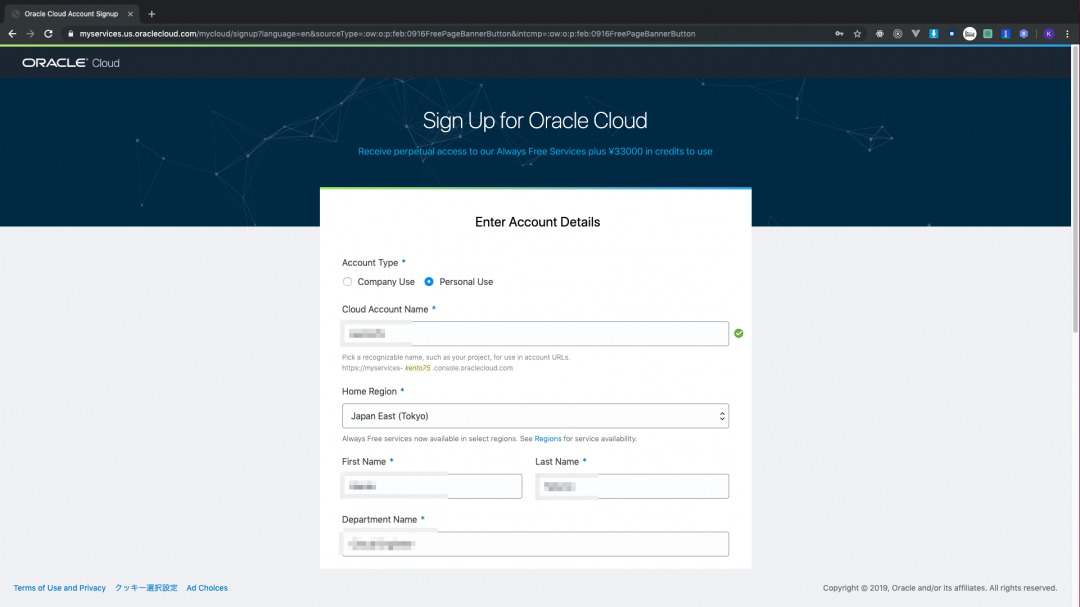 Oracle Cloud Account Signup
myservices.us.oraclecloud.com/mycloud/signup?language=en&sourceType=:ow:o:p:feb:0916FreePageBannerButton&intcmp=:ow:o:p:feb:0916FreePageBannerButton
K
ORACLE Cloud
Sign Up for Oracle Cloud
Receive perpetual access to our Always Free Services plus ¥33000 in credits to use
Enter Account Details
Account Type *
Company Use Personal Use
Cloud Account Name *
Pick a recognizable name, such as your project, for use in account URLs.
https://myservices- kento75 .console.oraclecloud.com
Home Region *
Japan East (Tokyo)
Always Free services now available in select regions. See Regions for service availability.
First Name * Last Name *
Department Name *
Terms of Use and Privacy クッキー選択設定 Ad Choices Copyright © 2019, Oracle and/or its affiliates. All rights reserved.